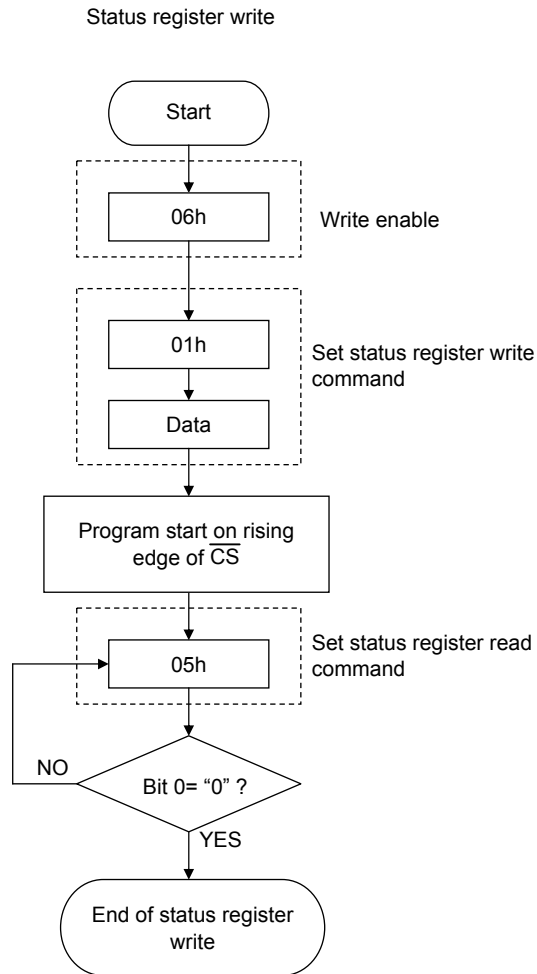 Status register write
Start
06h
Write enable
01h
Set status register write
command
Data
Program start on rising
edge of C̅S̅
05h
Set status register read
command
NO
Bit 0= “0” ?
YES
End of status register
write